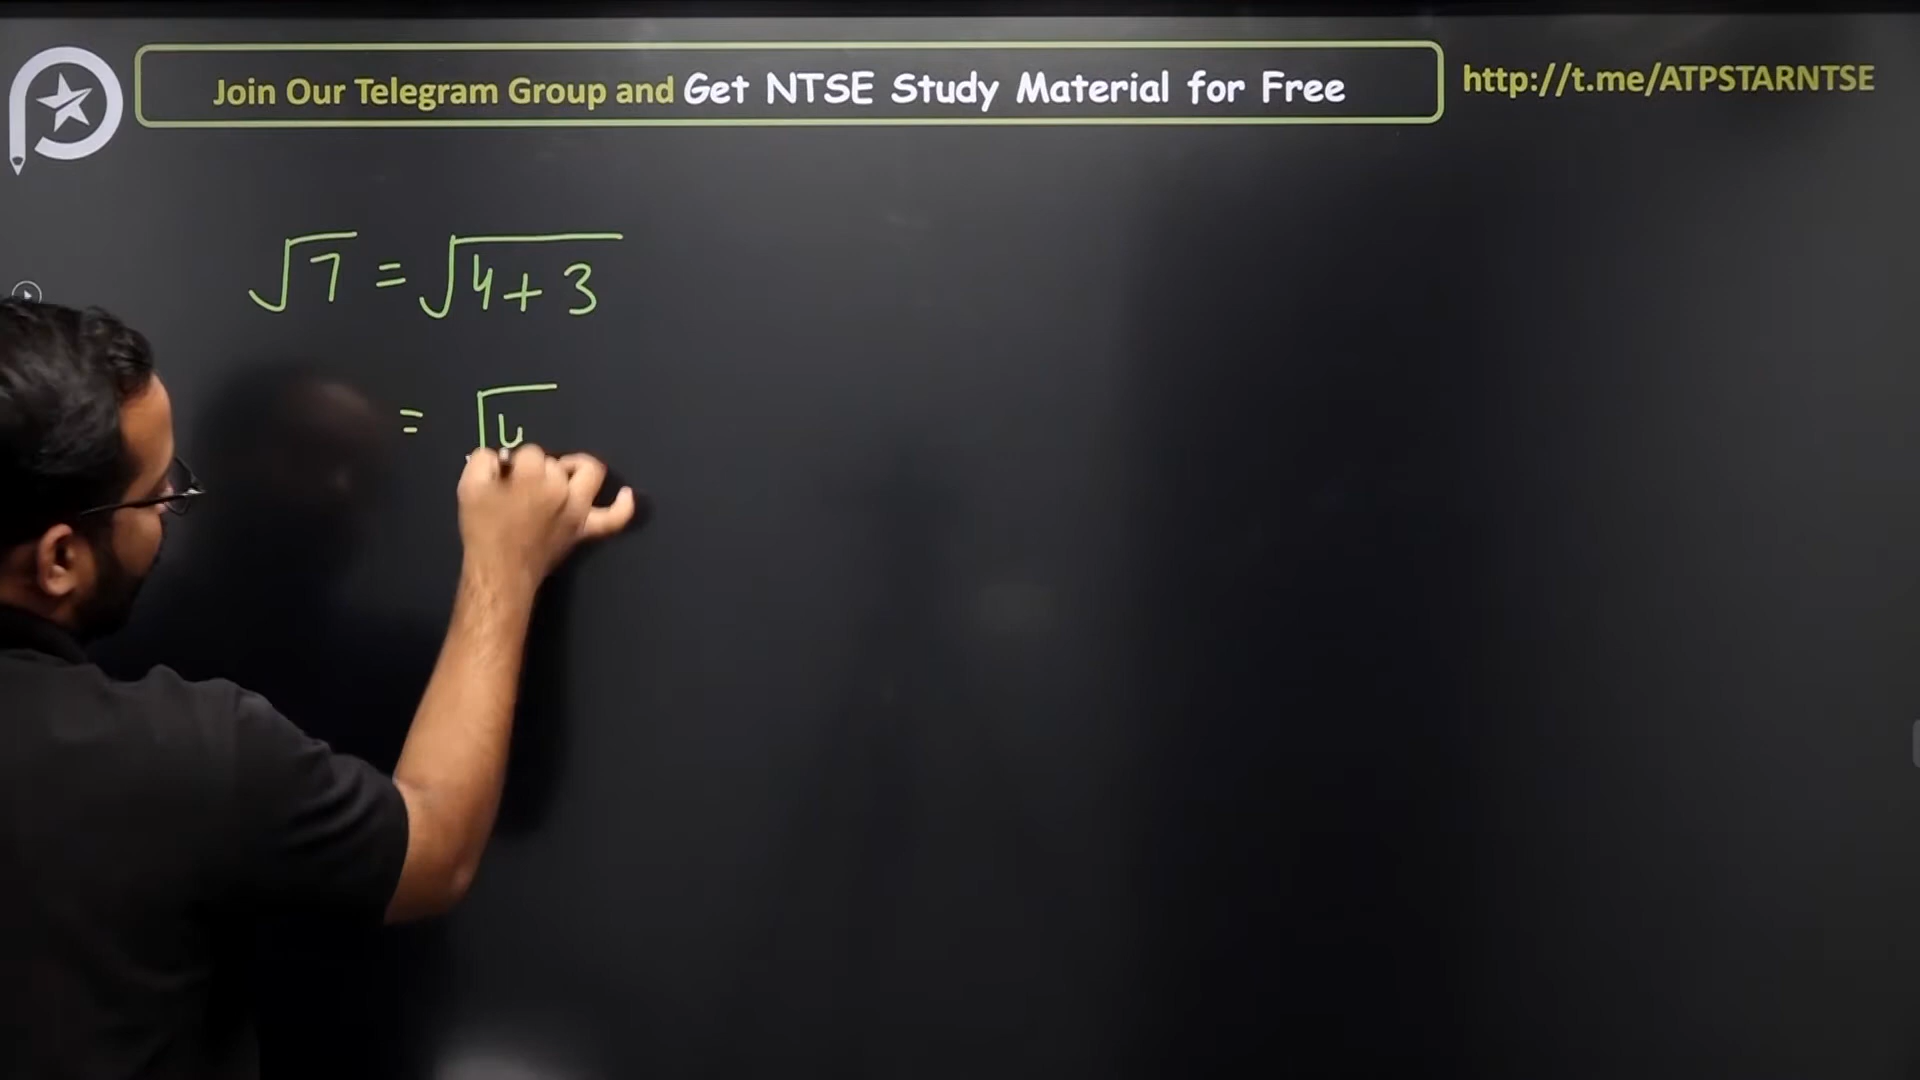 Join Our Telegram Group and Get NTSE Study Material for Free
http://t.me/ATPSTARNTSE
√7 = √4+3
= √4